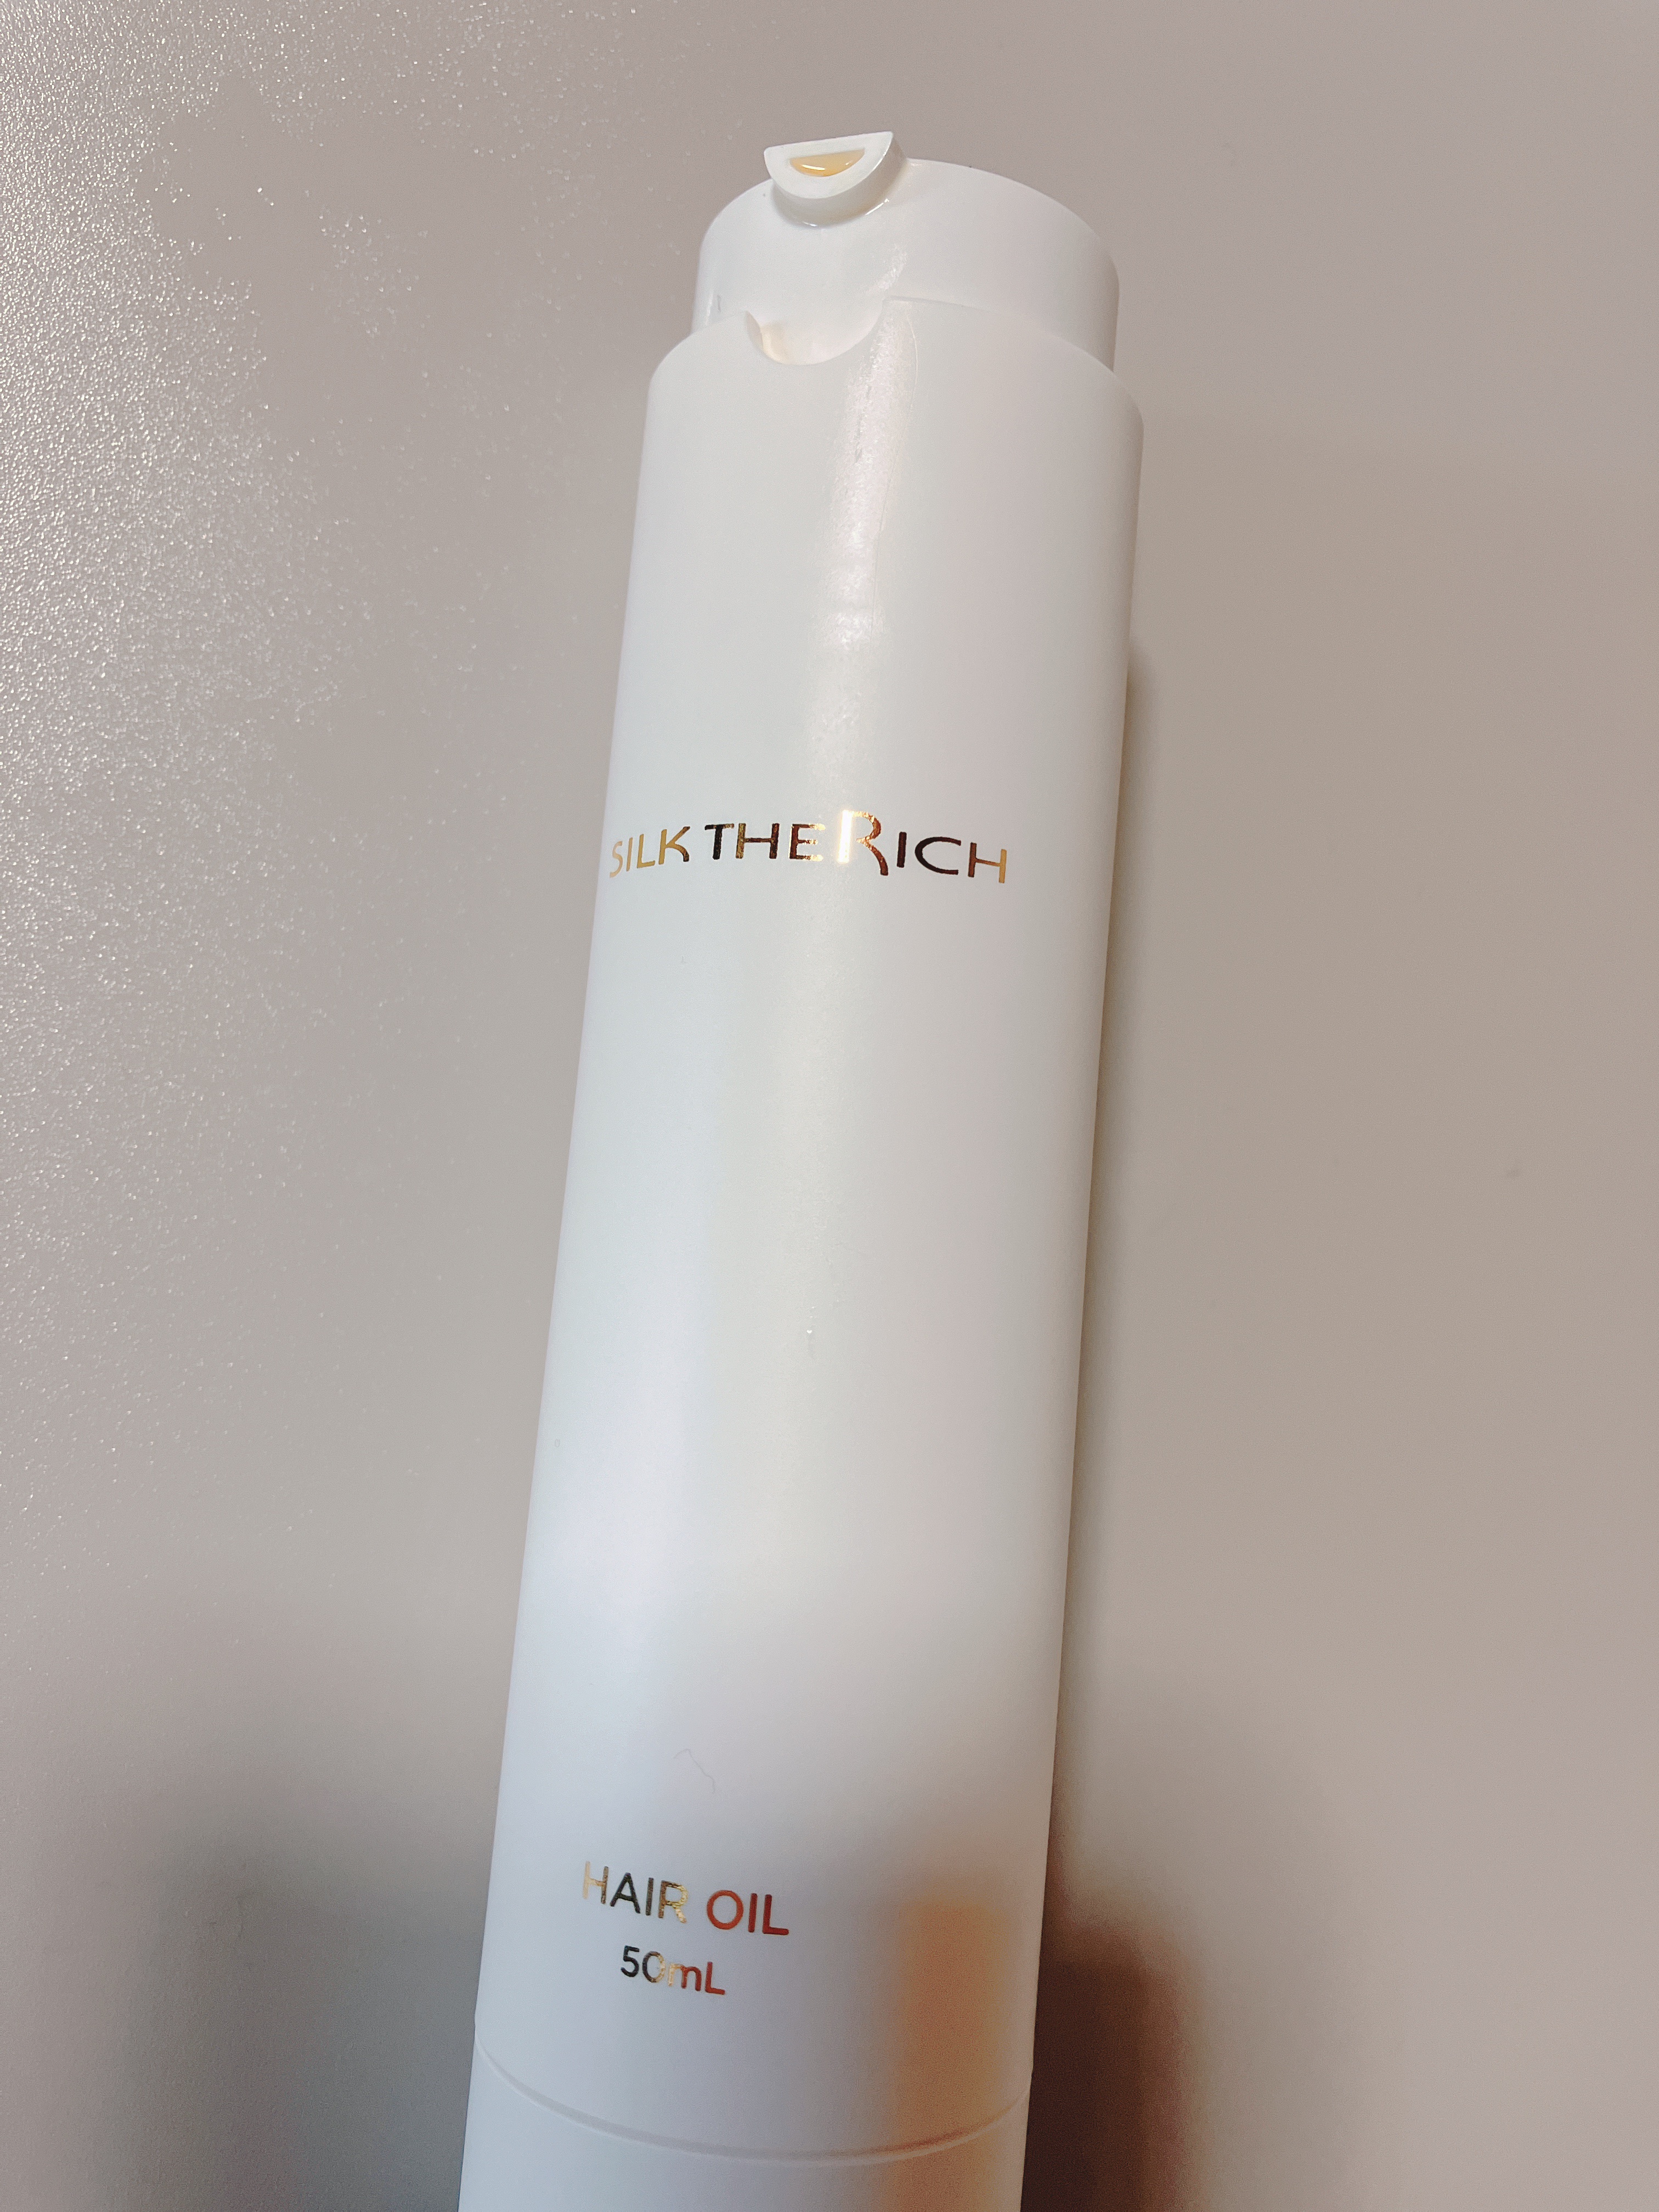 SILK THE RICH
HAIR OIL
50mL